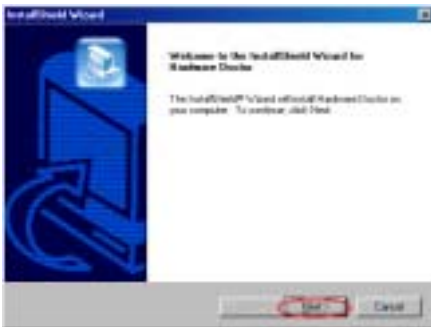 InstallShield Wizard
Welcome to the InstallShield Wizard for
Hardware Doctor
The InstallShield® Wizard will install Hardware Doctor on
your computer. To continue, click Next.
Next >
Cancel